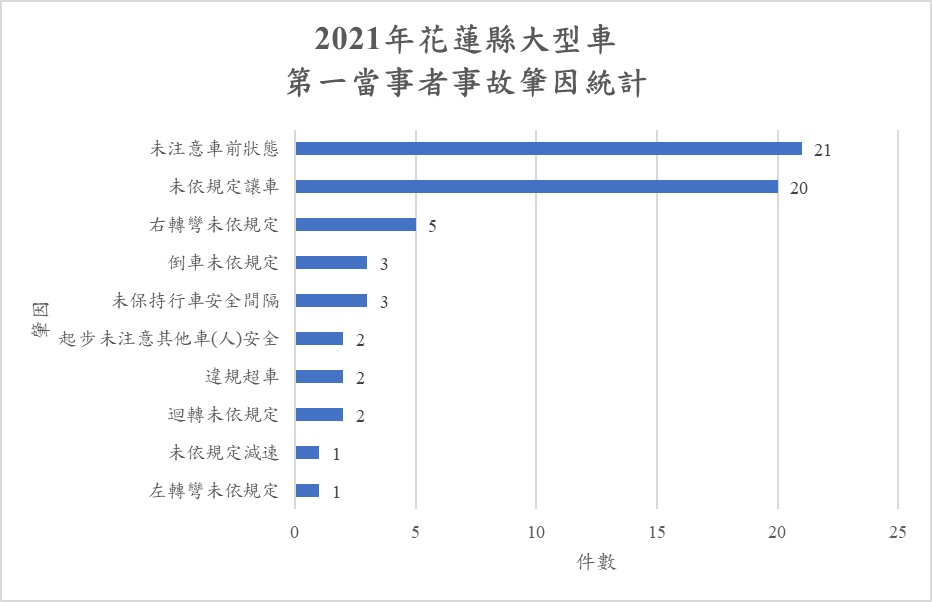 2021年花蓮縣大型車
第一當事者事故肇因統計
肇因
未注意車前狀態 21
未依規定讓車 20
右轉彎未依規定 5
倒車未依規定 3
未保持行車安全間隔 3
起步未注意其他車(人)安全 2
違規超車 2
迴轉未依規定 2
未依規定減速 1
左轉彎未依規定 1
0 5 10 15 20 25
件數